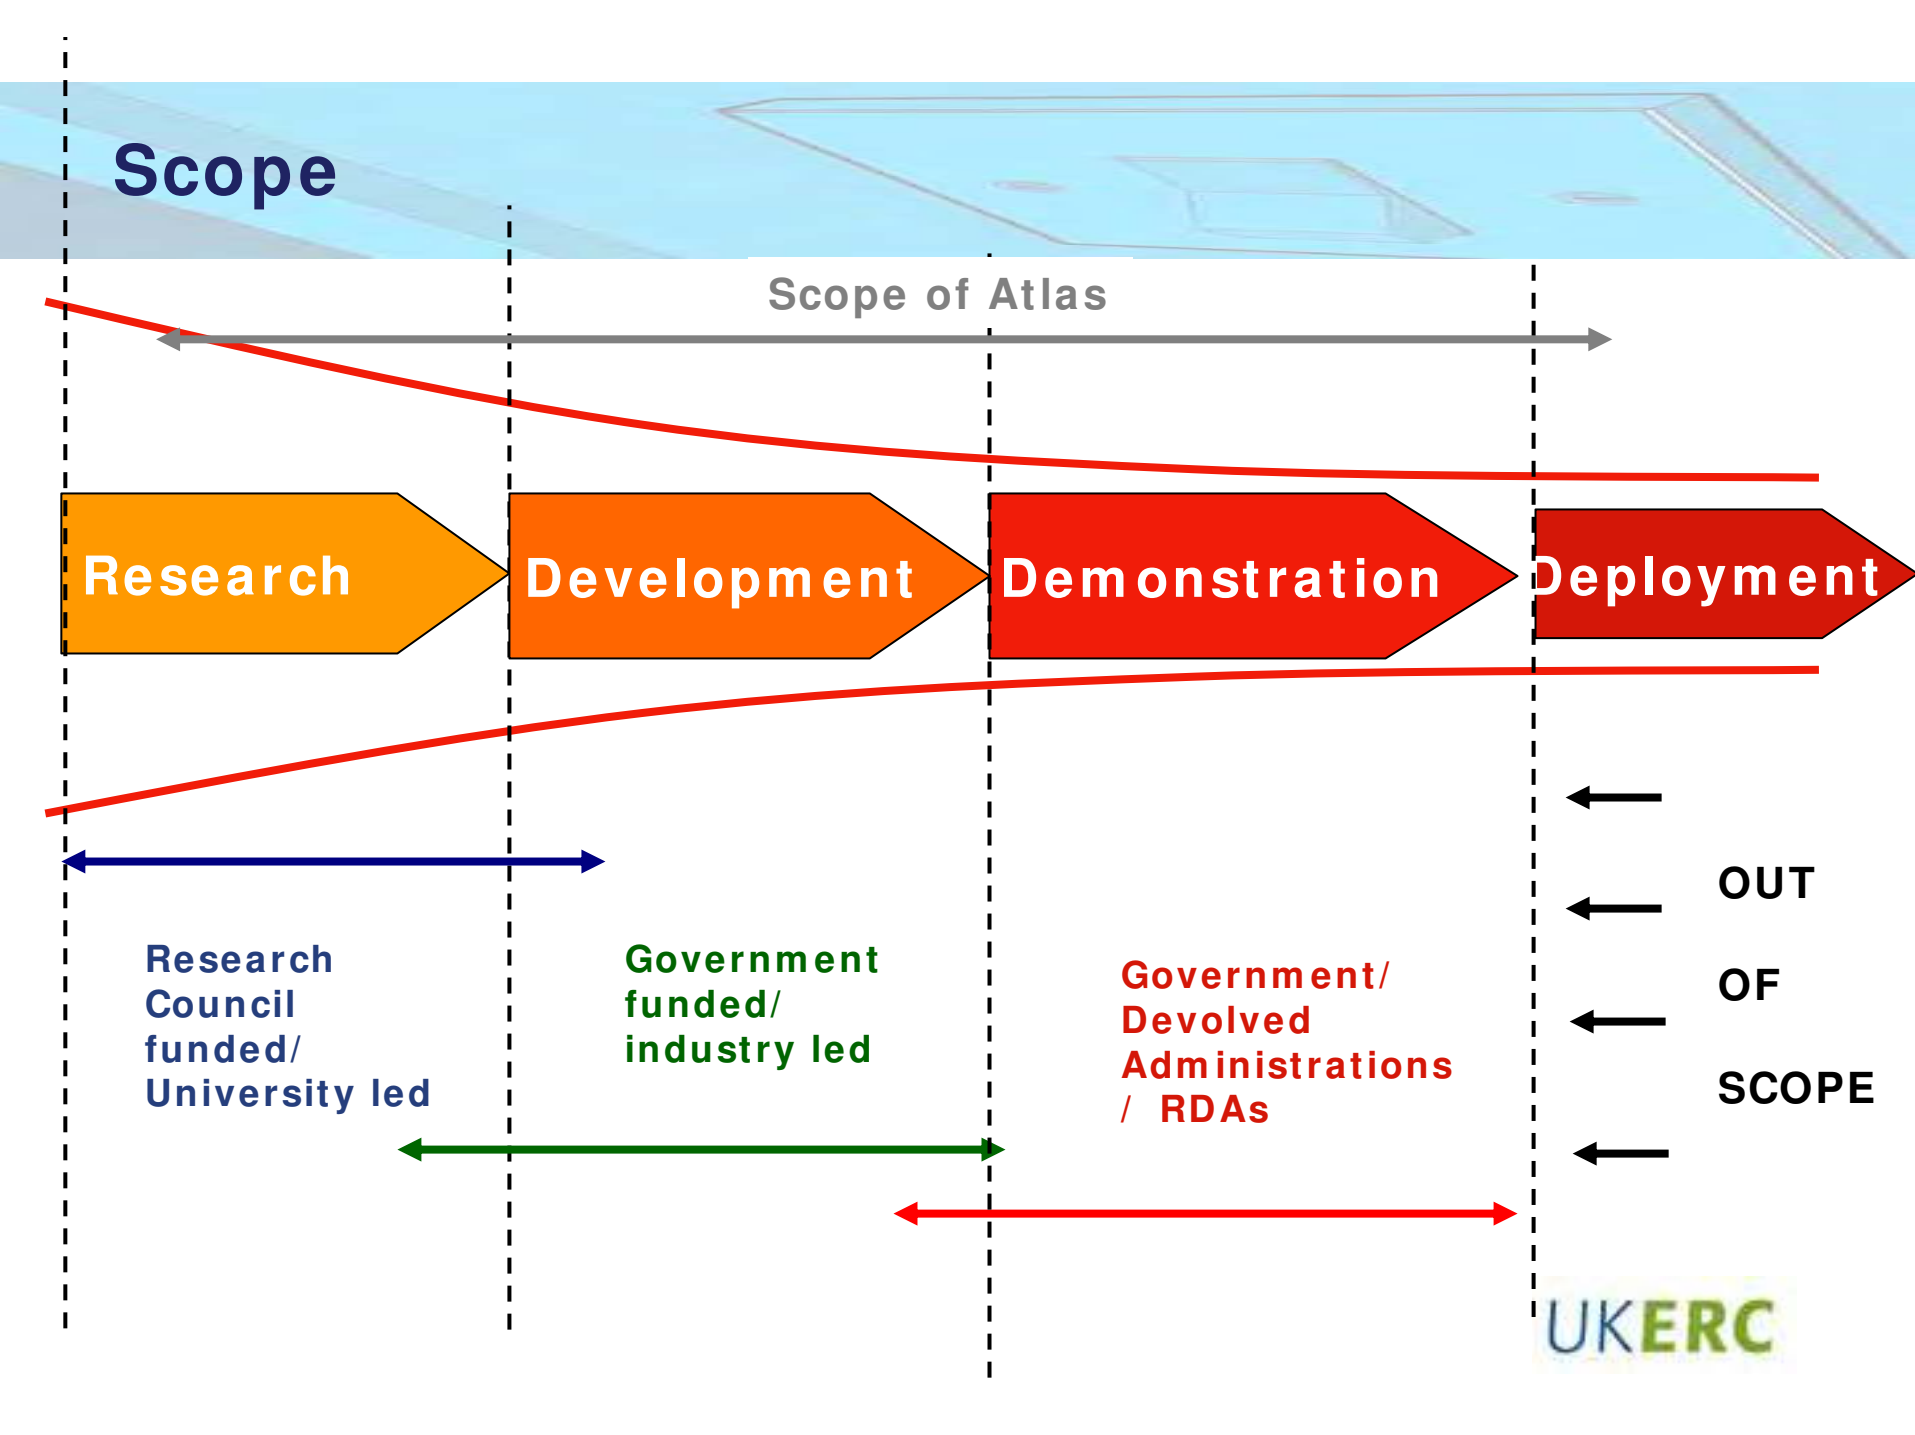 Scope
Scope of Atlas
Research
Development
Demonstration
Deployment
Research
Council
funded/
University led
Government
funded/
industry led
Government/
Devolved
Administrations
/ RDAs
OUT
OF
SCOPE
UKERC